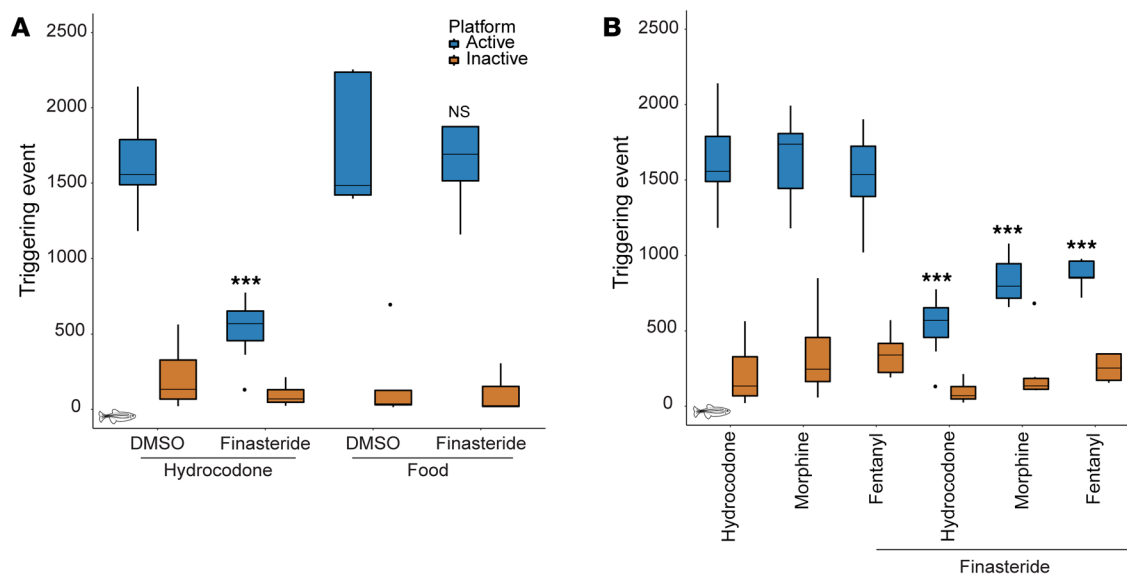 A
Triggering event
2500
2000
1500
1000
500
0
Platform
Active
Inactive
***
NS
DMSO Finasteride DMSO Finasteride
Hydrocodone Food
B
Triggering event
2500
2000
1500
1000
500
0
*** *** ***
Hydrocodone
Morphine
Fentanyl
Hydrocodone
Morphine
Fentanyl
Finasteride